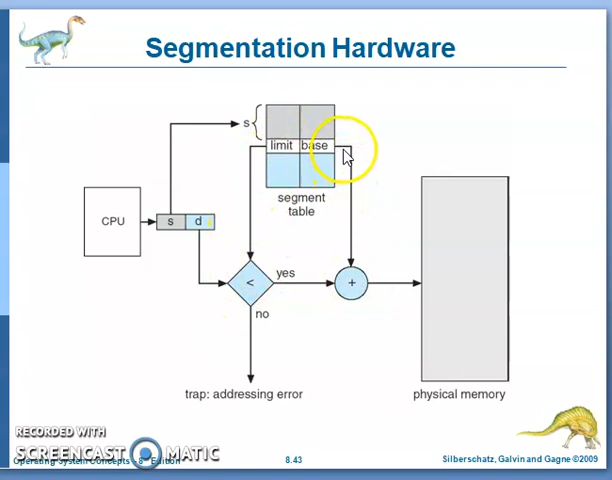 Segmentation Hardware
s
limit base
segment
table
CPU
s d
<
yes
+
no
trap: addressing error
physical memory
RECORDED WITH
SCREENCAST MATIC
Operating System Concepts - 8th Edition
8.43
Silberschatz, Galvin and Gagne ©2009